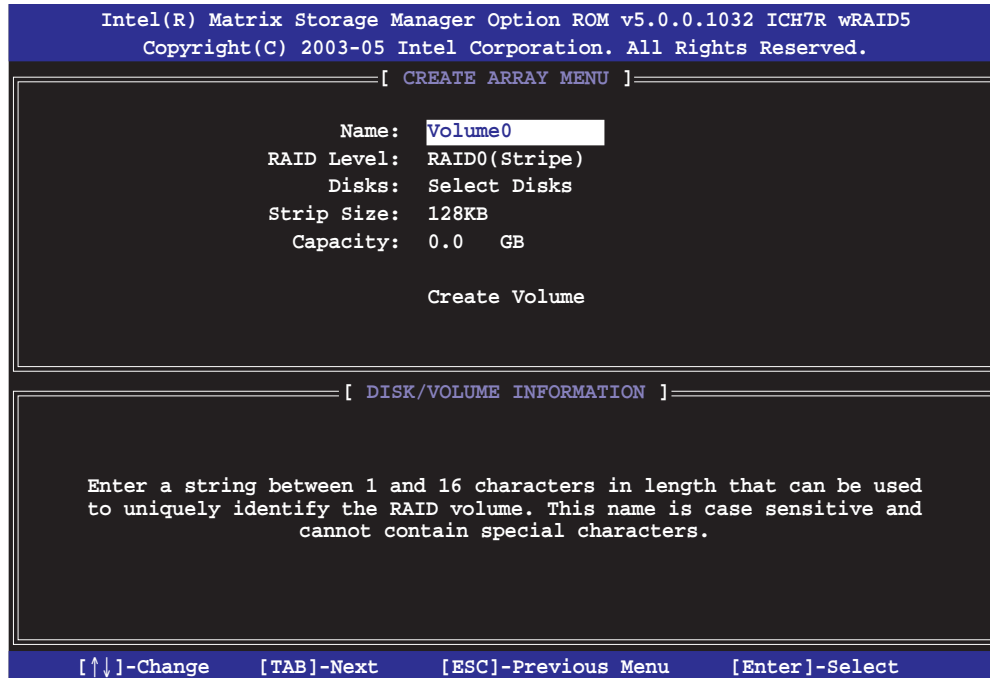 Intel(R) Matrix Storage Manager Option ROM v5.0.0.1032 ICH7R wRAID5
Copyright(C) 2003-05 Intel Corporation. All Rights Reserved.
[ CREATE ARRAY MENU ]
Name: Volume0
RAID Level: RAID0(Stripe)
Disks: Select Disks
Strip Size: 128KB
Capacity: 0.0 GB
Create Volume
[ DISK/VOLUME INFORMATION ]
Enter a string between 1 and 16 characters in length that can be used
to uniquely identify the RAID volume. This name is case sensitive and
cannot contain special characters.
[↑↓]-Change [TAB]-Next [ESC]-Previous Menu [Enter]-Select